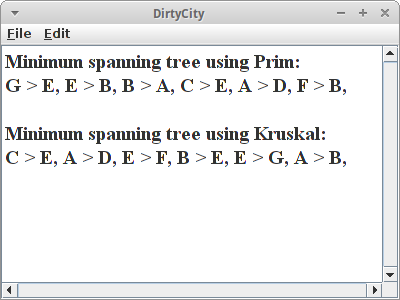 DirtyCity
File Edit
Minimum spanning tree using Prim:
G > E, E > B, B > A, C > E, A > D, F > B,
Minimum spanning tree using Kruskal:
C > E, A > D, E > F, B > E, E > G, A > B,